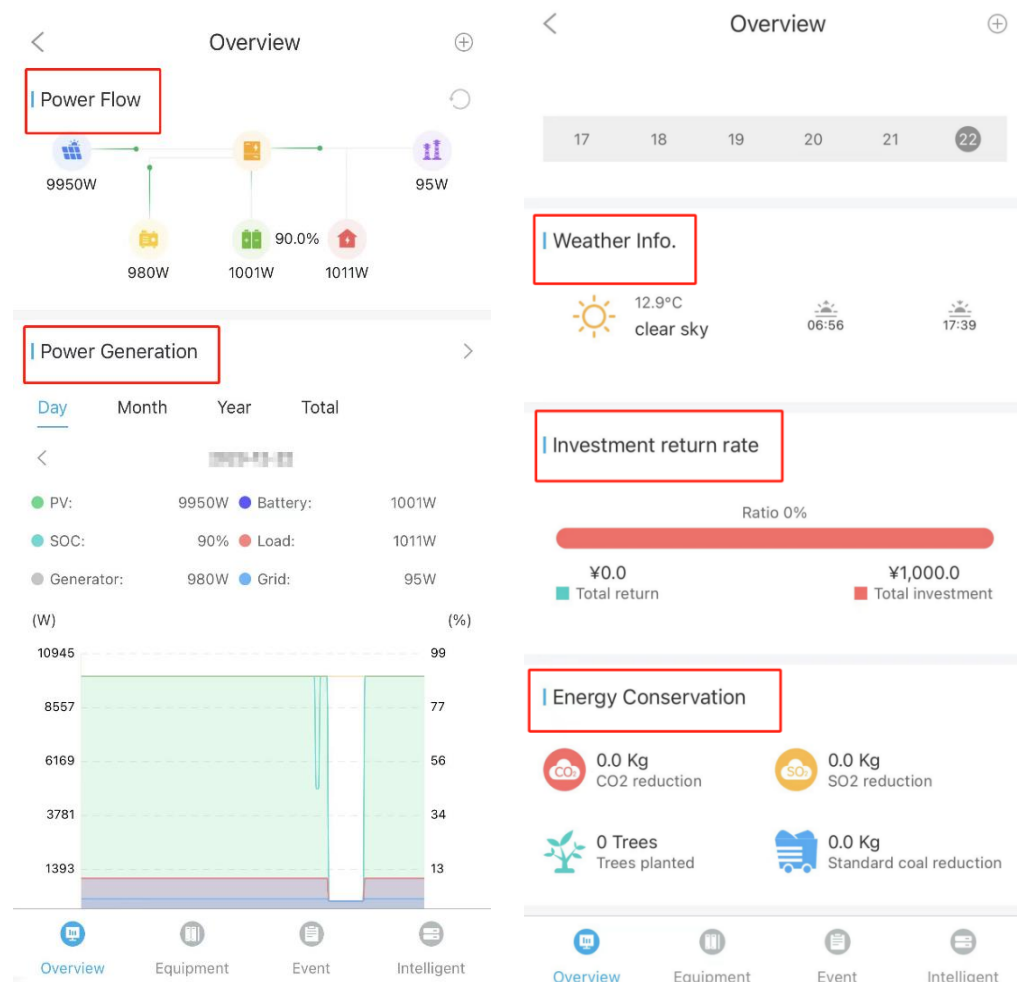 Overview
Power Flow
9950W
95W
90.0%
980W
1001W
1011W
Power Generation
Day Month Year Total
PV: 9950W Battery: 1001W
SOC: 90% Load: 1011W
Generator: 980W Grid: 95W
(W) (%)
10945 99
8557 77
6169 56
3781 34
1393 13
Overview Equipment Event Intelligent
Overview
17 18 19 20 21 22
Weather Info.
12.9°C
clear sky
06:56
17:39
Investment return rate
Ratio 0%
¥0.0 ¥1,000.0
Total return Total investment
Energy Conservation
0.0 Kg
CO2 reduction
CO₂
0.0 Kg
SO2 reduction
SO₂
0 Trees
Trees planted
0.0 Kg
Standard coal reduction
Overview Equipment Event Intelligent